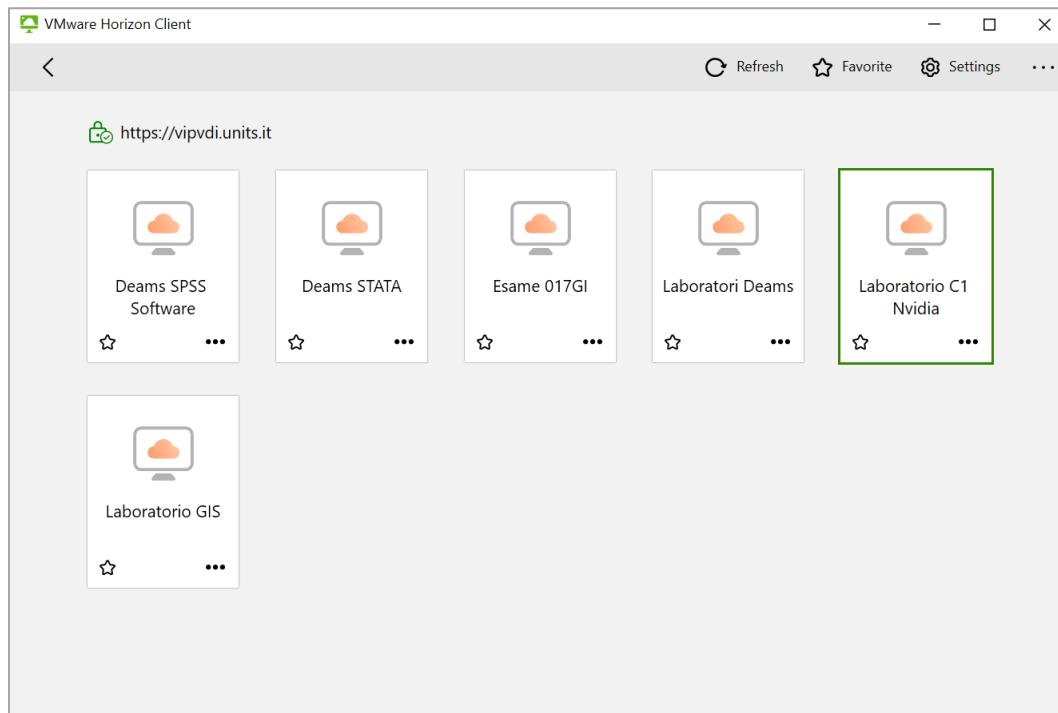 VMware Horizon Client
Refresh Favorite Settings
https://vipvdi.units.it
Deams SPSS
Software
Deams STATA
Esame 017GI
Laboratori Deams
Laboratorio C1
Nvidia
Laboratorio GIS